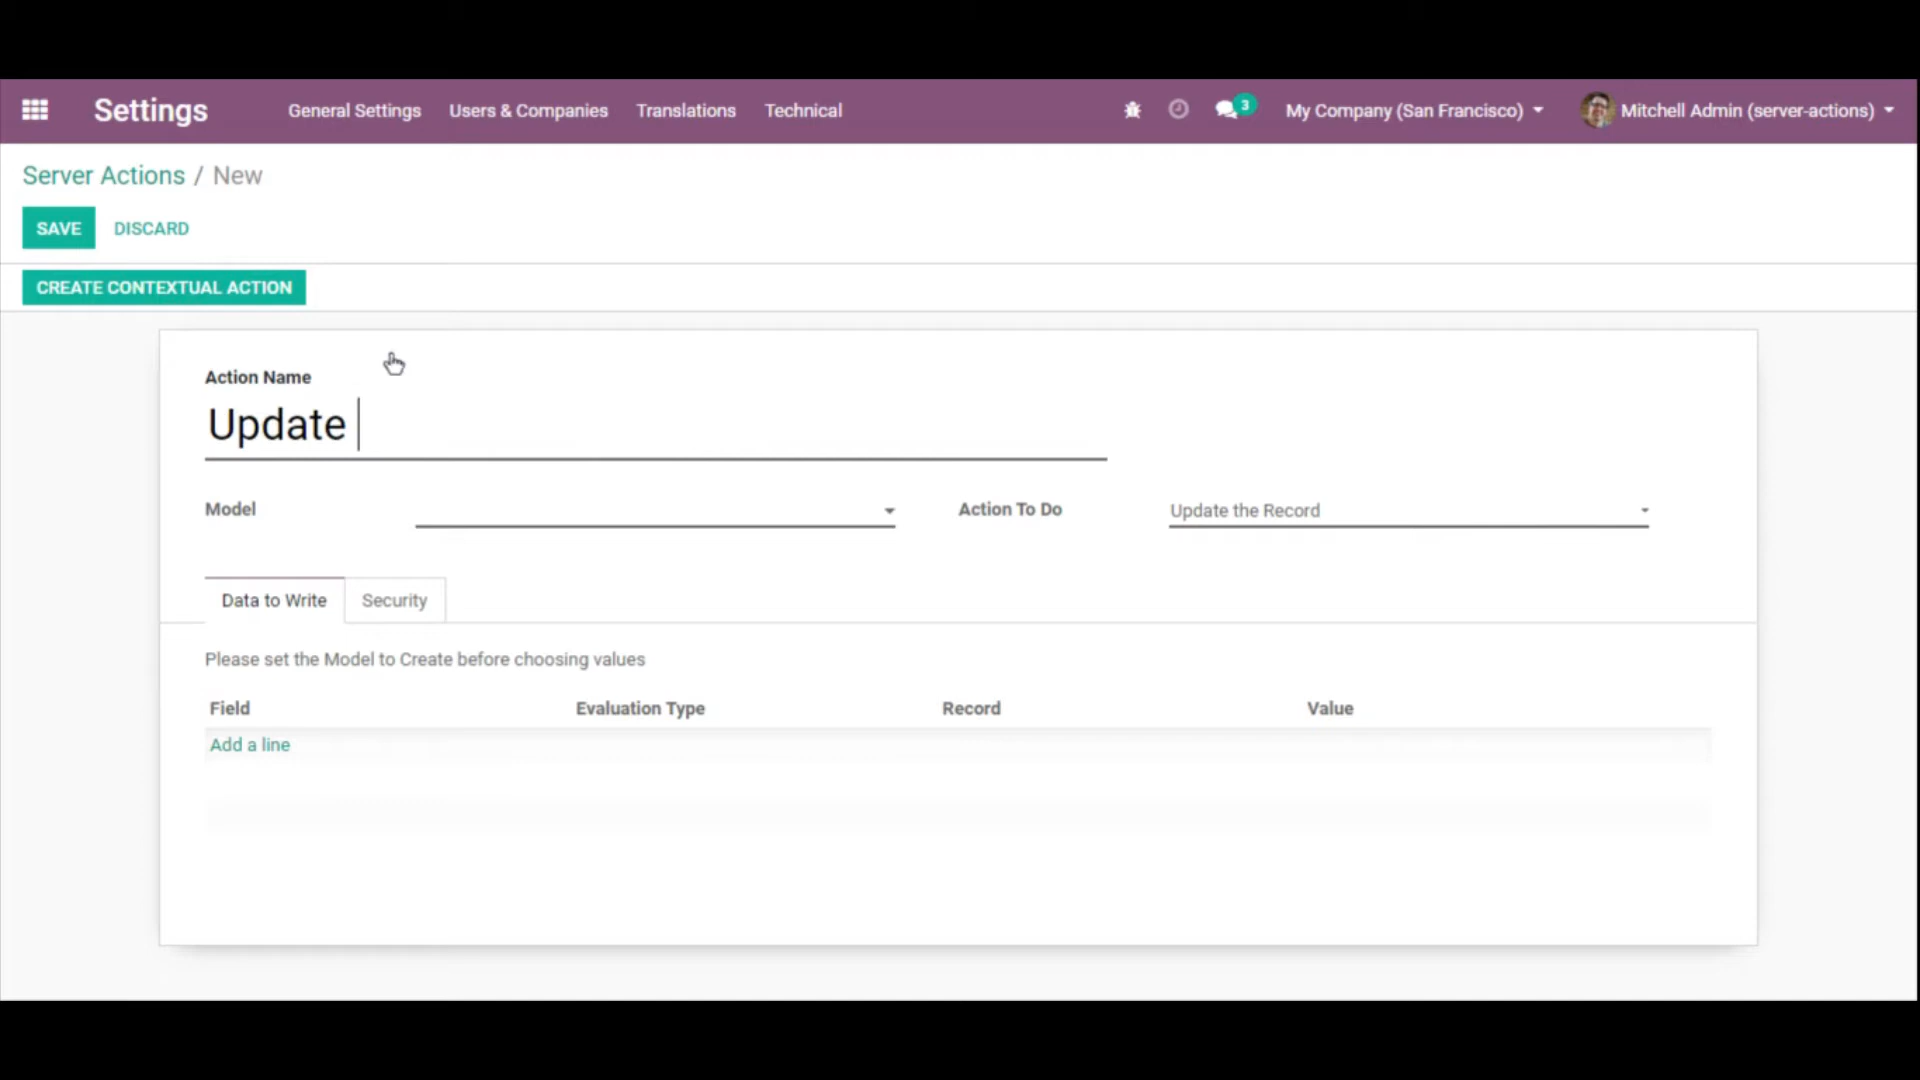 Settings General Settings Users & Companies Translations Technical 3 My Company (San Francisco) Mitchell Admin (server-actions)
Server Actions / New
SAVE DISCARD
CREATE CONTEXTUAL ACTION
Action Name
Update
Model Action To Do Update the Record
Data to Write Security
Please set the Model to Create before choosing values
Field Evaluation Type Record Value
Add a line